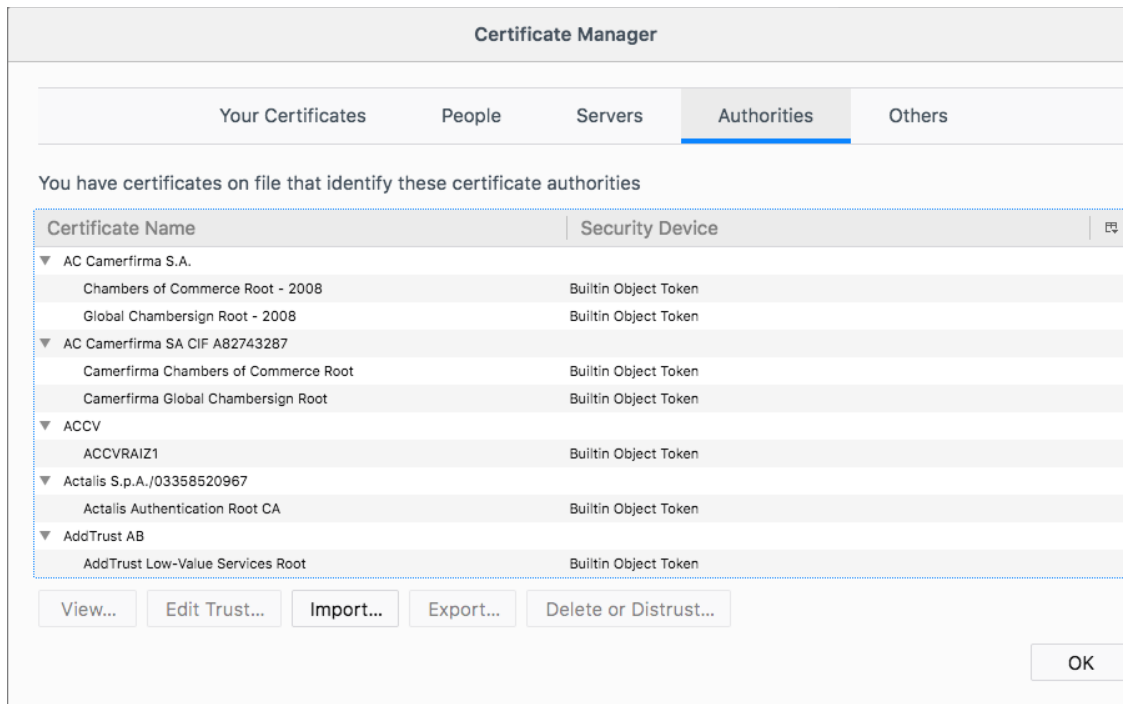 Certificate Manager
Your Certificates People Servers Authorities Others
You have certificates on file that identify these certificate authorities
Certificate Name Security Device
AC Camerfirma S.A.
Chambers of Commerce Root - 2008 Builtin Object Token
Global Chambersign Root - 2008 Builtin Object Token
AC Camerfirma SA CIF A82743287
Camerfirma Chambers of Commerce Root Builtin Object Token
Camerfirma Global Chambersign Root Builtin Object Token
ACCV
ACCVRAIZ1 Builtin Object Token
Actalis S.p.A./03358520967
Actalis Authentication Root CA Builtin Object Token
AddTrust AB
AddTrust Low-Value Services Root Builtin Object Token
View... Edit Trust... Import... Export... Delete or Distrust...
OK